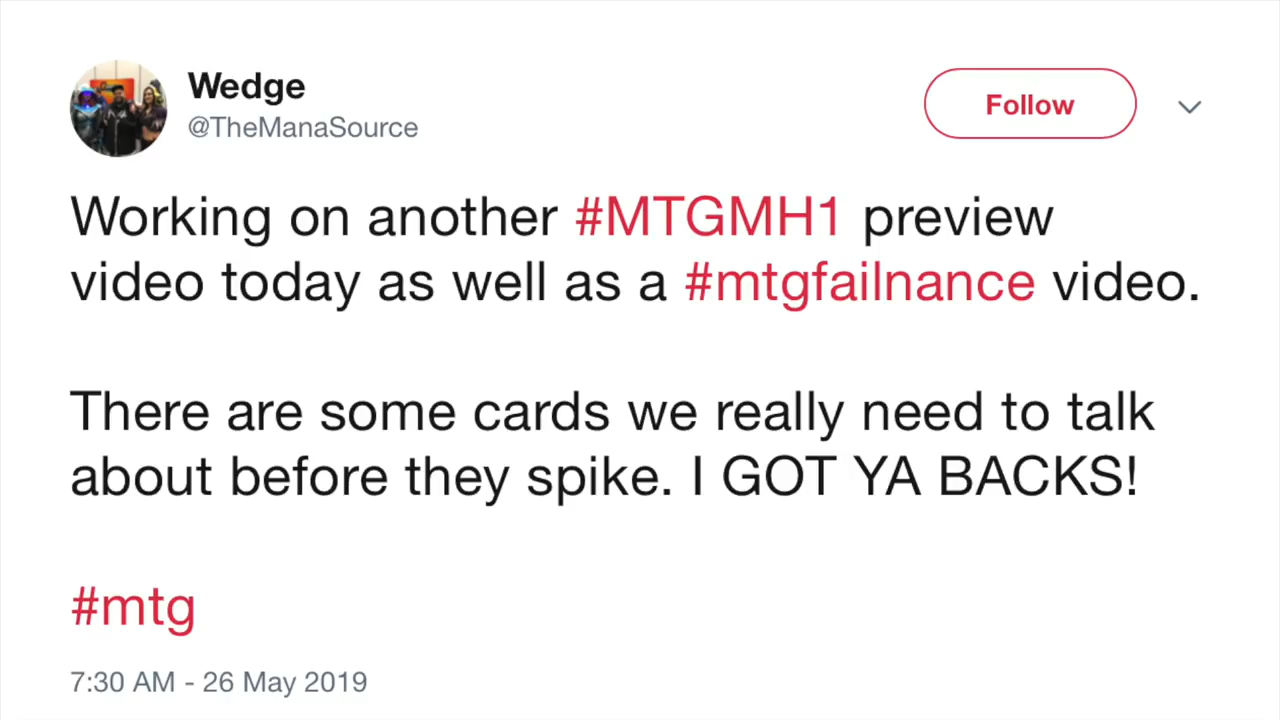 Wedge
@TheManaSource
Follow
Working on another #MTGMH1 preview
video today as well as a #mtgfailnance video.
There are some cards we really need to talk
about before they spike. I GOT YA BACKS!
#mtg
7:30 AM - 26 May 2019